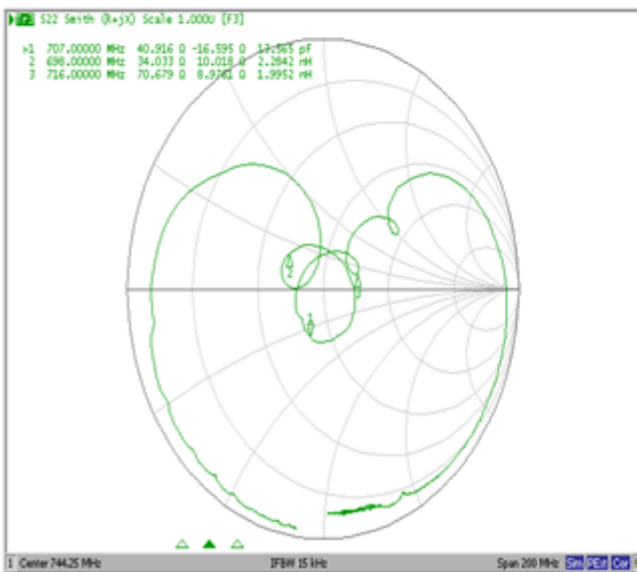 S22 Smith (R+jX) Scale 1.000U [F3]
>1 707.00000 MHz 40.916 Ω -16.595 Ω 13.565 pF
2 698.00000 MHz 34.033 Ω 10.018 Ω 2.2842 nH
3 716.00000 MHz 70.679 Ω 8.9761 Ω 1.9952 nH
1 Center 744.25 MHz IFBW 15 kHz Span 200 MHz Sim PExt Cor